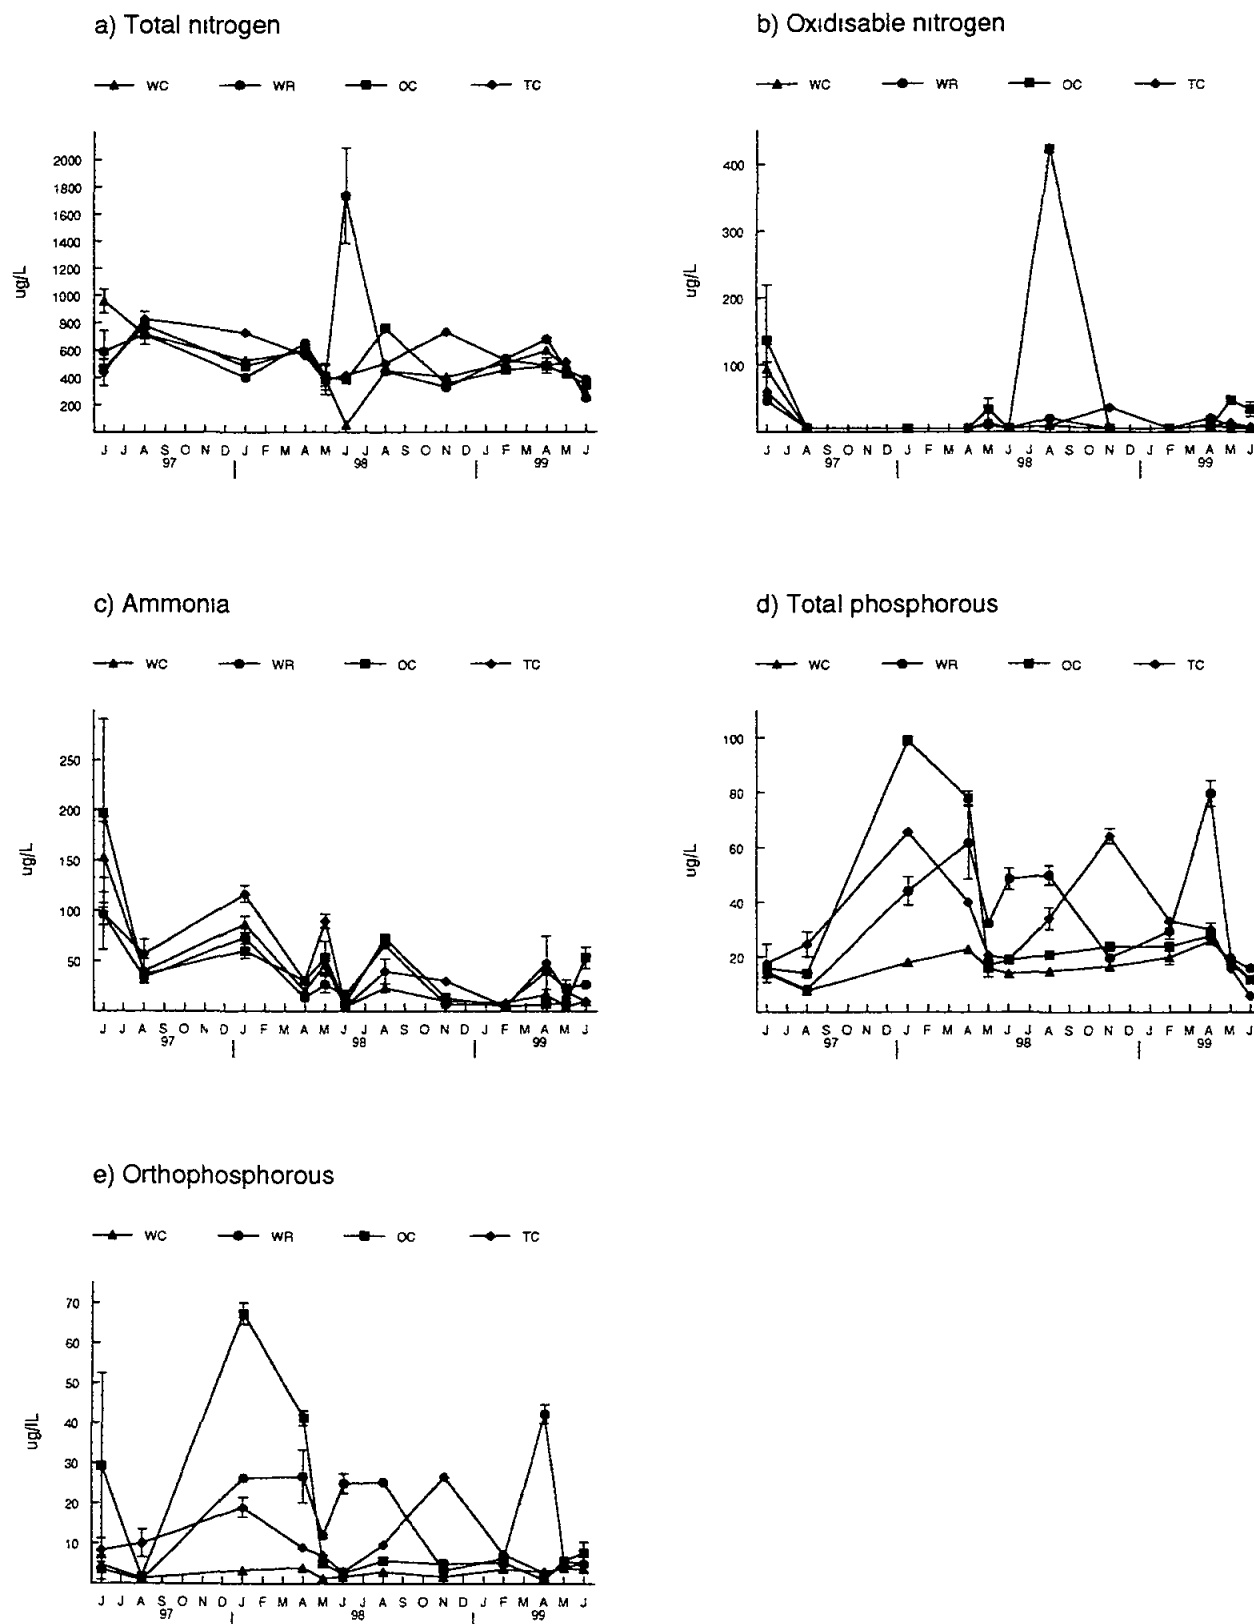 a) Total nitrogen
WC WR OC TC
ug/L
2000
1800
1600
1400
1200
1000
800
600
400
200
J J A S O N D J F M A M J J A S O N D J F M A M J
97 98 99
b) Oxidisable nitrogen
WC WR OC TC
ug/L
400
300
200
100
J J A S O N D J F M A M J J A S O N D J F M A M J
97 98 99
c) Ammonia
WC WR OC TC
ug/L
250
200
150
100
50
J J A S O N D J F M A M J J A S O N D J F M A M J
97 98 99
d) Total phosphorous
WC WR OC TC
ug/L
100
80
60
40
20
J J A S O N D J F M A M J J A S O N D J F M A M J
97 98 99
e) Orthophosphorous
WC WR OC TC
ug/lL
70
60
50
40
30
20
10
J J A S O N D J F M A M J J A S O N D J F M A M J
97 98 99